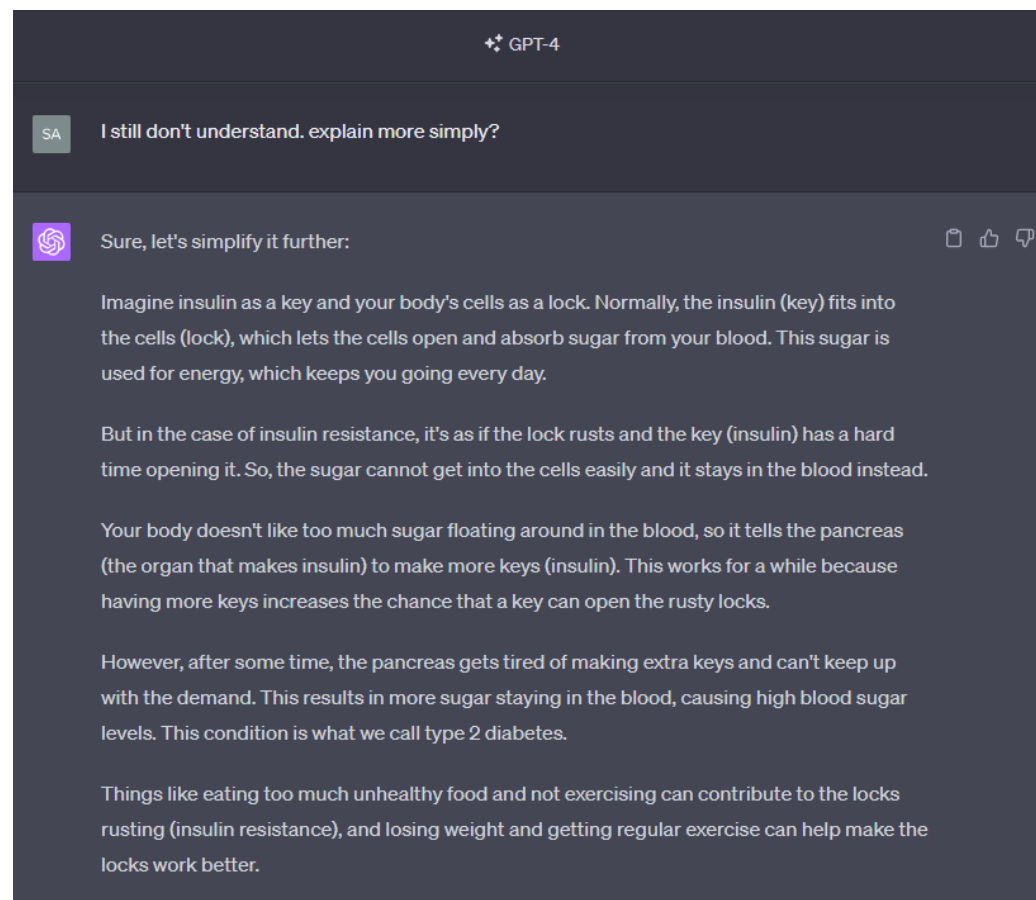 GPT-4
SA
I still don't understand. explain more simply?
Sure, let's simplify it further:
Imagine insulin as a key and your body's cells as a lock. Normally, the insulin (key) fits into
the cells (lock), which lets the cells open and absorb sugar from your blood. This sugar is
used for energy, which keeps you going every day.
But in the case of insulin resistance, it's as if the lock rusts and the key (insulin) has a hard
time opening it. So, the sugar cannot get into the cells easily and it stays in the blood instead.
Your body doesn't like too much sugar floating around in the blood, so it tells the pancreas
(the organ that makes insulin) to make more keys (insulin). This works for a while because
having more keys increases the chance that a key can open the rusty locks.
However, after some time, the pancreas gets tired of making extra keys and can't keep up
with the demand. This results in more sugar staying in the blood, causing high blood sugar
levels. This condition is what we call type 2 diabetes.
Things like eating too much unhealthy food and not exercising can contribute to the locks
rusting (insulin resistance), and losing weight and getting regular exercise can help make the
locks work better.